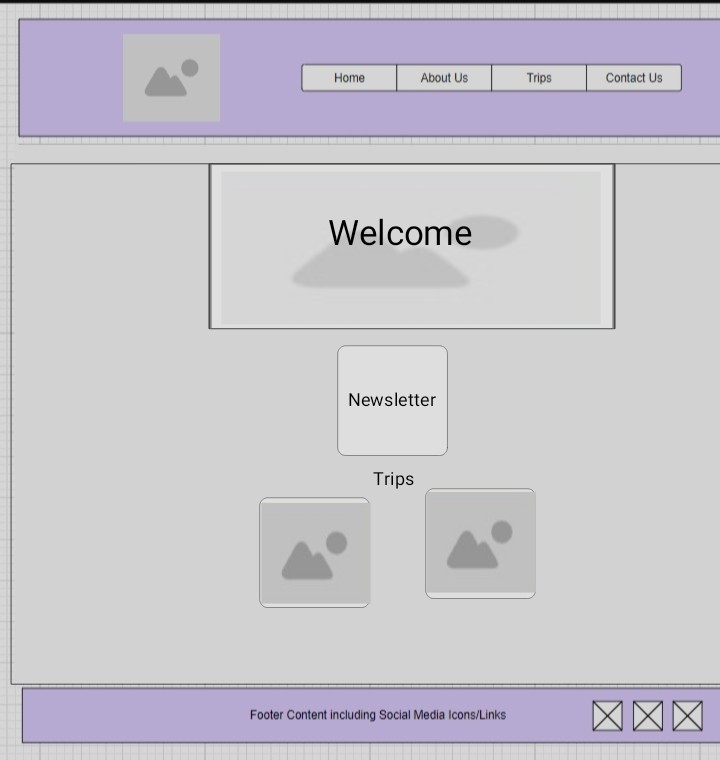 Home
About Us
Trips
Contact Us
Welcome
Newsletter
Trips
Footer Content including Social Media Icons/Links